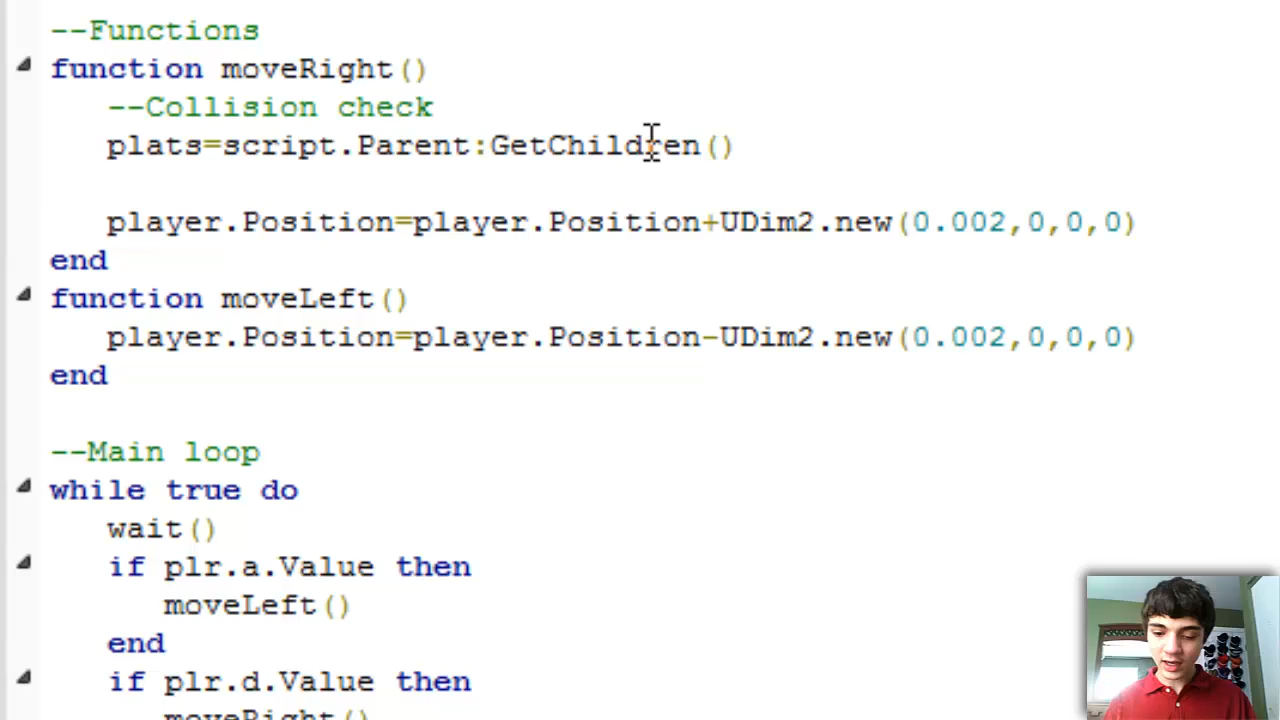 --Functions
function moveRight()
--Collision check
plats=script.Parent:GetChildren()
player.Position=player.Position+UDim2.new(0.002,0,0,0)
end
function moveLeft()
player.Position=player.Position-UDim2.new(0.002,0,0,0)
end
--Main loop
while true do
wait()
if plr.a.Value then
moveLeft()
end
if plr.d.Value then
moveRight()